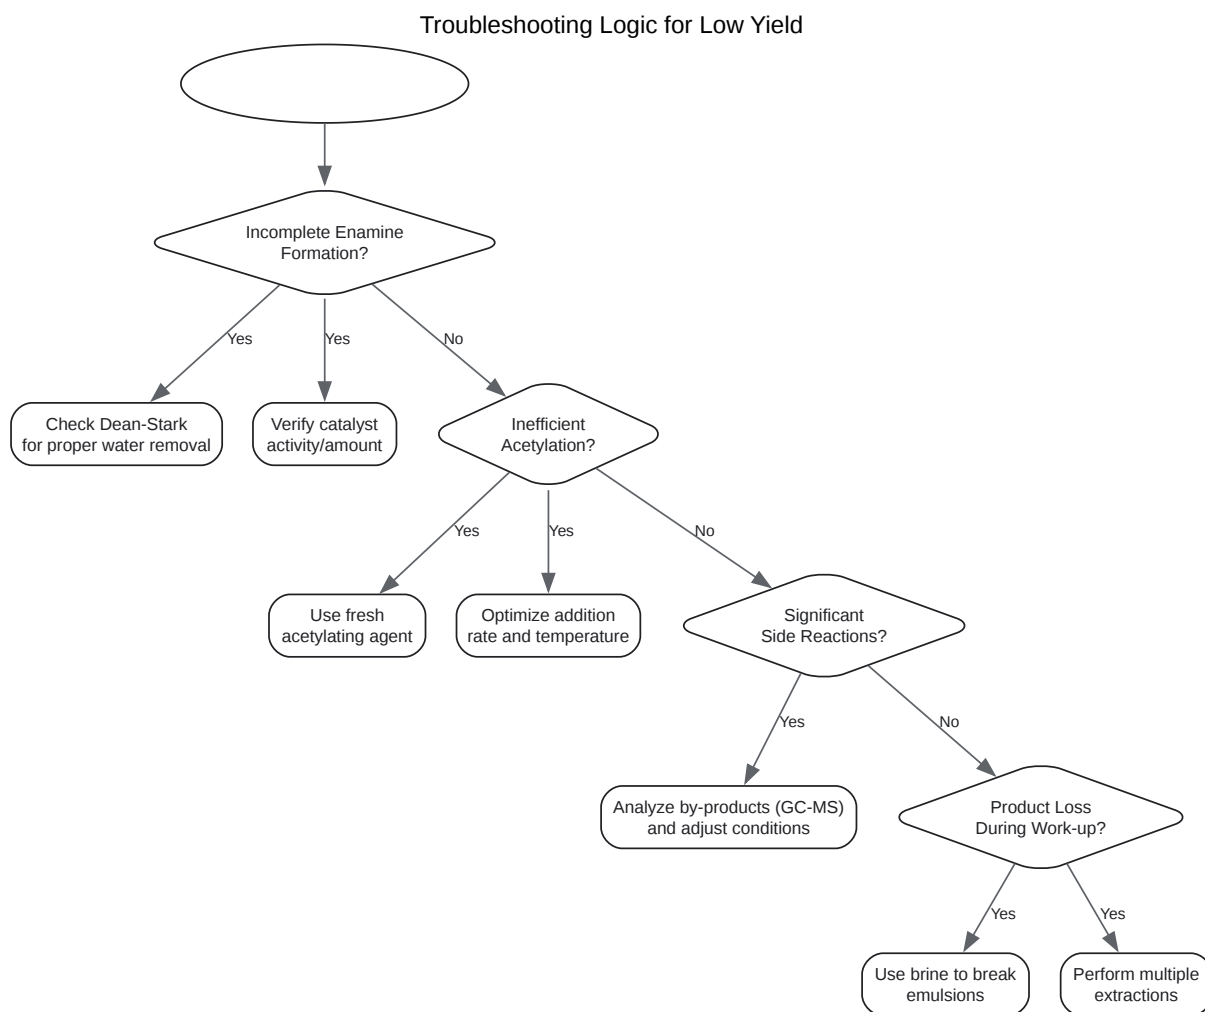 Troubleshooting Logic for Low Yield
Incomplete Enamine
Formation?
Yes
Yes
No
Check Dean-Stark
for proper water removal
Verify catalyst
activity/amount
Inefficient
Acetylation?
Yes
Yes
No
Use fresh
acetylating agent
Optimize addition
rate and temperature
Significant
Side Reactions?
Yes
No
Analyze by-products (GC-MS)
and adjust conditions
Product Loss
During Work-up?
Yes
Yes
Use brine to break
emulsions
Perform multiple
extractions